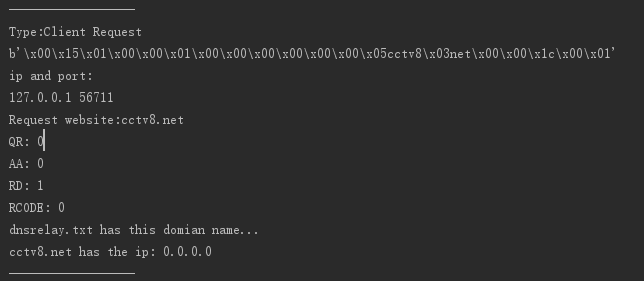 Type:Client Request
b'\x00\x15\x01\x00\x00\x01\x00\x00\x00\x00\x00\x00\x05cctv8\x03net\x00\x00\x1c\x00\x01'
ip and port:
127.0.0.1 56711
Request website:cctv8.net
QR: 0
AA: 0
RD: 1
RCODE: 0
dnsrelay.txt has this domian name...
cctv8.net has the ip: 0.0.0.0